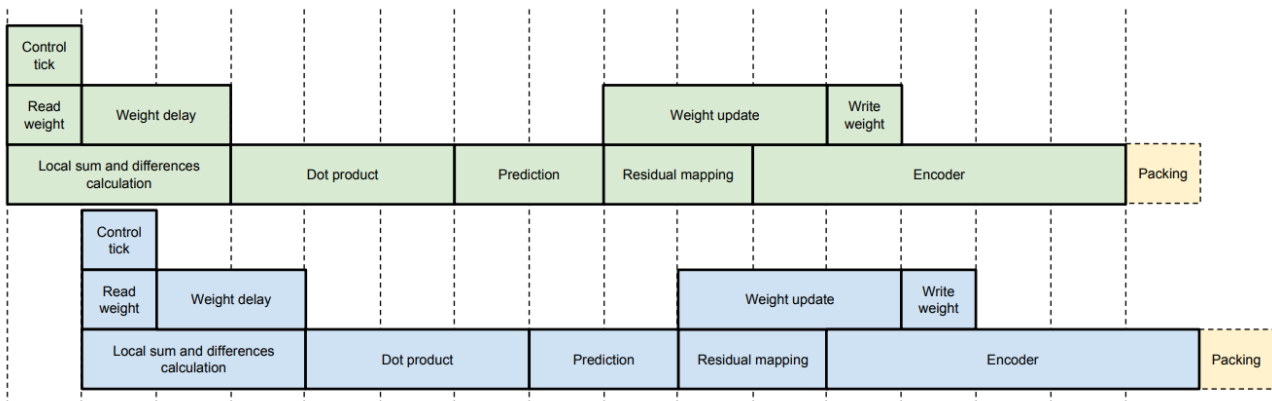 Control
tick
Read
weight
Weight delay
Weight update
Write
weight
Local sum and differences
calculation
Dot product
Prediction
Residual mapping
Encoder
Packing
Control
tick
Read
weight
Weight delay
Weight update
Write
weight
Local sum and differences
calculation
Dot product
Prediction
Residual mapping
Encoder
Packing